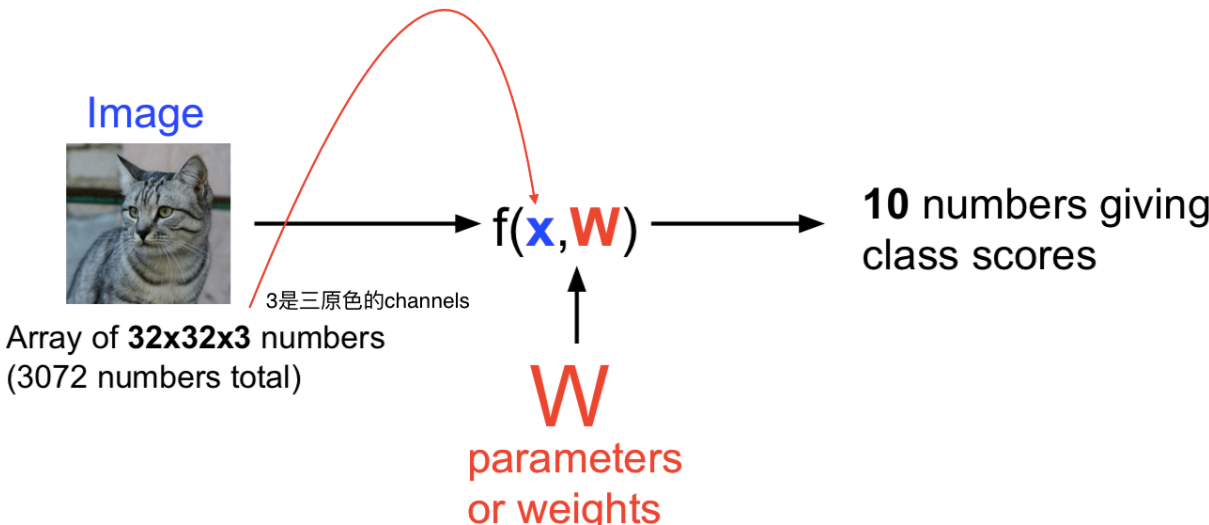 Image
3是三原色的channels
Array of 32x32x3 numbers
(3072 numbers total)
f(x,W)
10 numbers giving
class scores
W
parameters
or weights